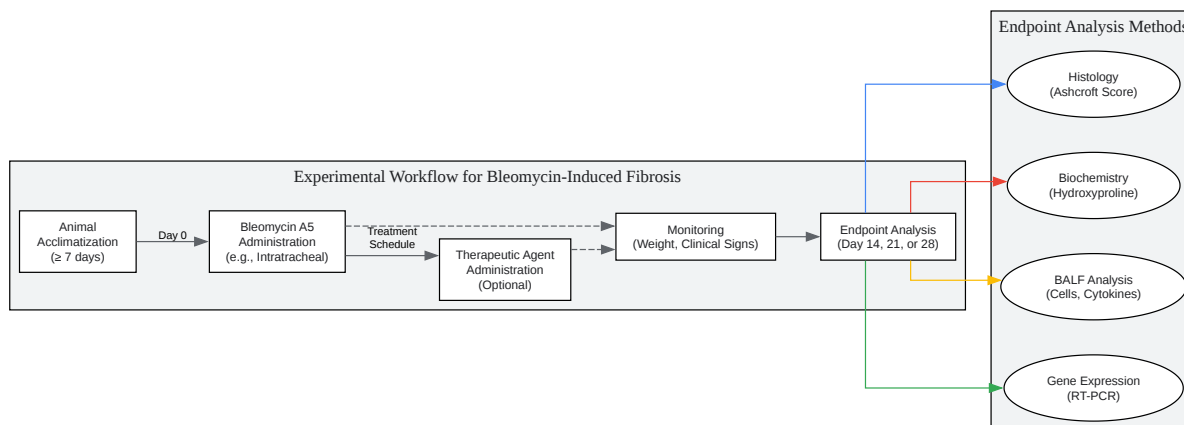 Endpoint Analysis Methods
Histology
(Ashcroft Score)
Experimental Workflow for Bleomycin-Induced Fibrosis
Animal
Acclimatization
(≥ 7 days)
Day 0
Bleomycin A5
Administration
(e.g., Intratracheal)
Treatment
Schedule
Therapeutic Agent
Administration
(Optional)
Monitoring
(Weight, Clinical Signs)
Endpoint Analysis
(Day 14, 21, or 28)
Biochemistry
(Hydroxyproline)
BALF Analysis
(Cells, Cytokines)
Gene Expression
(RT-PCR)